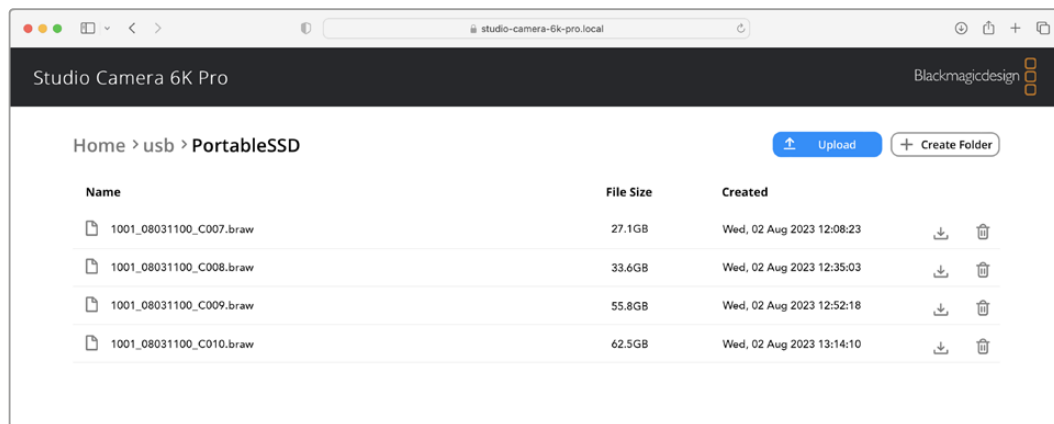 studio-camera-6k-pro.local
Studio Camera 6K Pro
Blackmagicdesign
Home > usb > PortableSSD
Upload
+ Create Folder
Name File Size Created
1001_08031100_C007.braw 27.1GB Wed, 02 Aug 2023 12:08:23
1001_08031100_C008.braw 33.6GB Wed, 02 Aug 2023 12:35:03
1001_08031100_C009.braw 55.8GB Wed, 02 Aug 2023 12:52:18
1001_08031100_C010.braw 62.5GB Wed, 02 Aug 2023 13:14:10